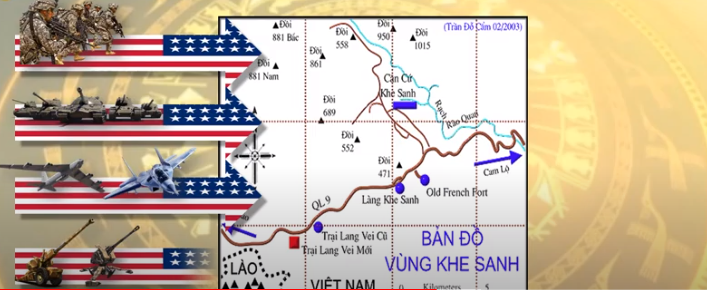 (Trần Đỗ Cẩm 02/2003)
Đồi
881 Bắc
Đồi
558
Đồi
950
Đồi
1015
Đồi
861
Đồi
881 Nam
Căn Cứ
Khe Sanh
Đồi
689
Rạch
Rào Quan
Đồi
552
Đồi
471
Cam Lộ
Làng Khe Sanh
Old French Fort
QL 9
Trại Lang Vei Cũ
Trại Lang Vei Mới
BẢN ĐỒ
VÙNG KHE SANH
LÀO
VIỆT NAM
0 Kilometers 5